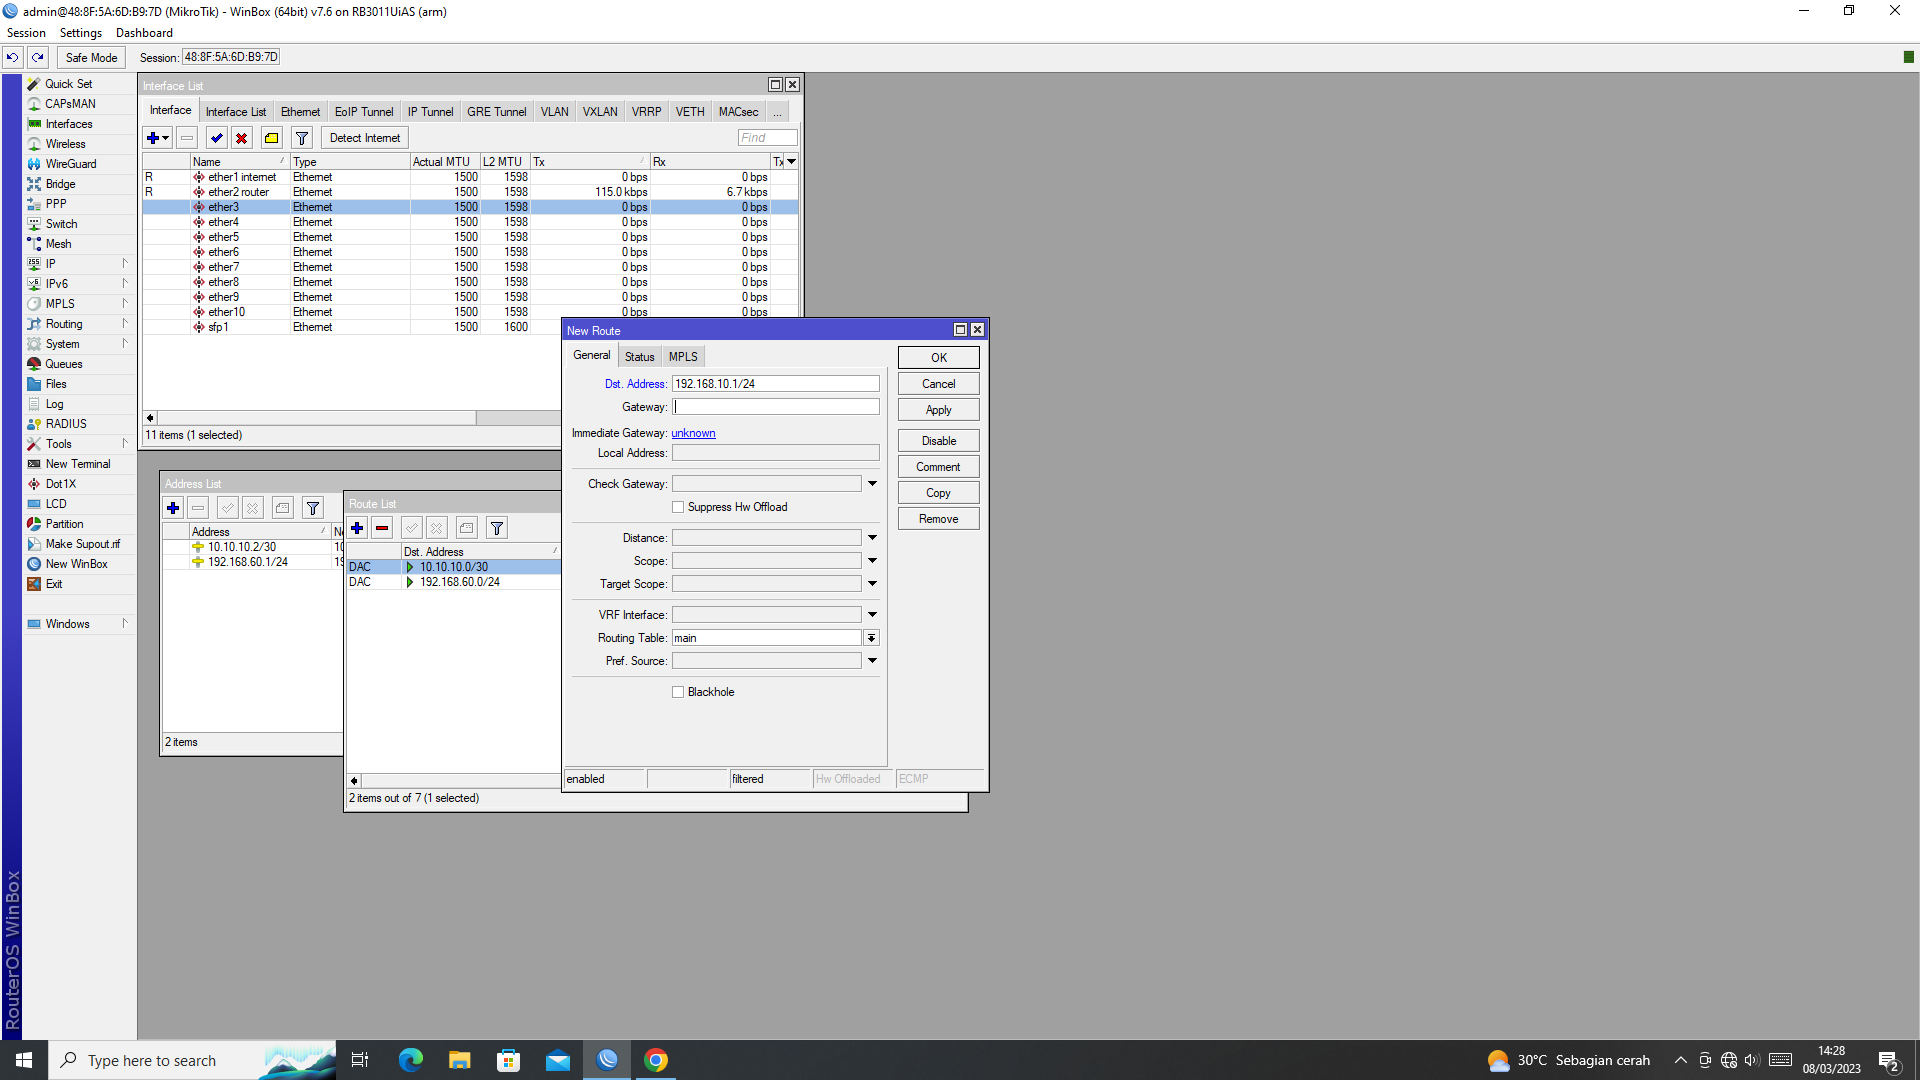 admin@48:8F:5A:6D:B9:7D (MikroTik) - WinBox (64bit) v7.6 on RB3011UiAS (arm)
Session Settings Dashboard
Safe Mode Session: 48:8F:5A:6D:B9:7D
Quick Set
CAPsMAN
Interfaces
Wireless
WireGuard
Bridge
PPP
Switch
Mesh
IP
IPv6
MPLS
Routing
System
Queues
Files
Log
RADIUS
Tools
New Terminal
Dot1X
LCD
Partition
Make Supout.rif
New WinBox
Exit
Windows
RouterOS WinBox
Interface List
Interface Interface List Ethernet EoIP Tunnel IP Tunnel GRE Tunnel VLAN VXLAN VRRP VETH MACsec ...
Detect Internet Find
Name Type Actual MTU L2 MTU Tx Rx Tx
R ether1 internet Ethernet 1500 1598 0 bps 0 bps
R ether2 router Ethernet 1500 1598 115.0 kbps 6.7 kbps
ether3 Ethernet 1500 1598 0 bps 0 bps
ether4 Ethernet 1500 1598 0 bps 0 bps
ether5 Ethernet 1500 1598 0 bps 0 bps
ether6 Ethernet 1500 1598 0 bps 0 bps
ether7 Ethernet 1500 1598 0 bps 0 bps
ether8 Ethernet 1500 1598 0 bps 0 bps
ether9 Ethernet 1500 1598 0 bps 0 bps
ether10 Ethernet 1500 1598 0 bps 0 bps
sfp1 Ethernet 1500 1600
11 items (1 selected)
Address List
Address
10.10.10.2/30
192.168.60.1/24
2 items
Route List
Dst. Address
DAC 10.10.10.0/30
DAC 192.168.60.0/24
2 items out of 7 (1 selected)
New Route
General Status MPLS
Dst. Address: 192.168.10.1/24
Gateway:
Immediate Gateway: unknown
Local Address:
Check Gateway:
Suppress Hw Offload
Distance:
Scope:
Target Scope:
VRF Interface:
Routing Table: main
Pref. Source:
Blackhole
enabled filtered Hw Offloaded ECMP
OK
Cancel
Apply
Disable
Comment
Copy
Remove
Type here to search
30°C Sebagian cerah
14:28
08/03/2023
2